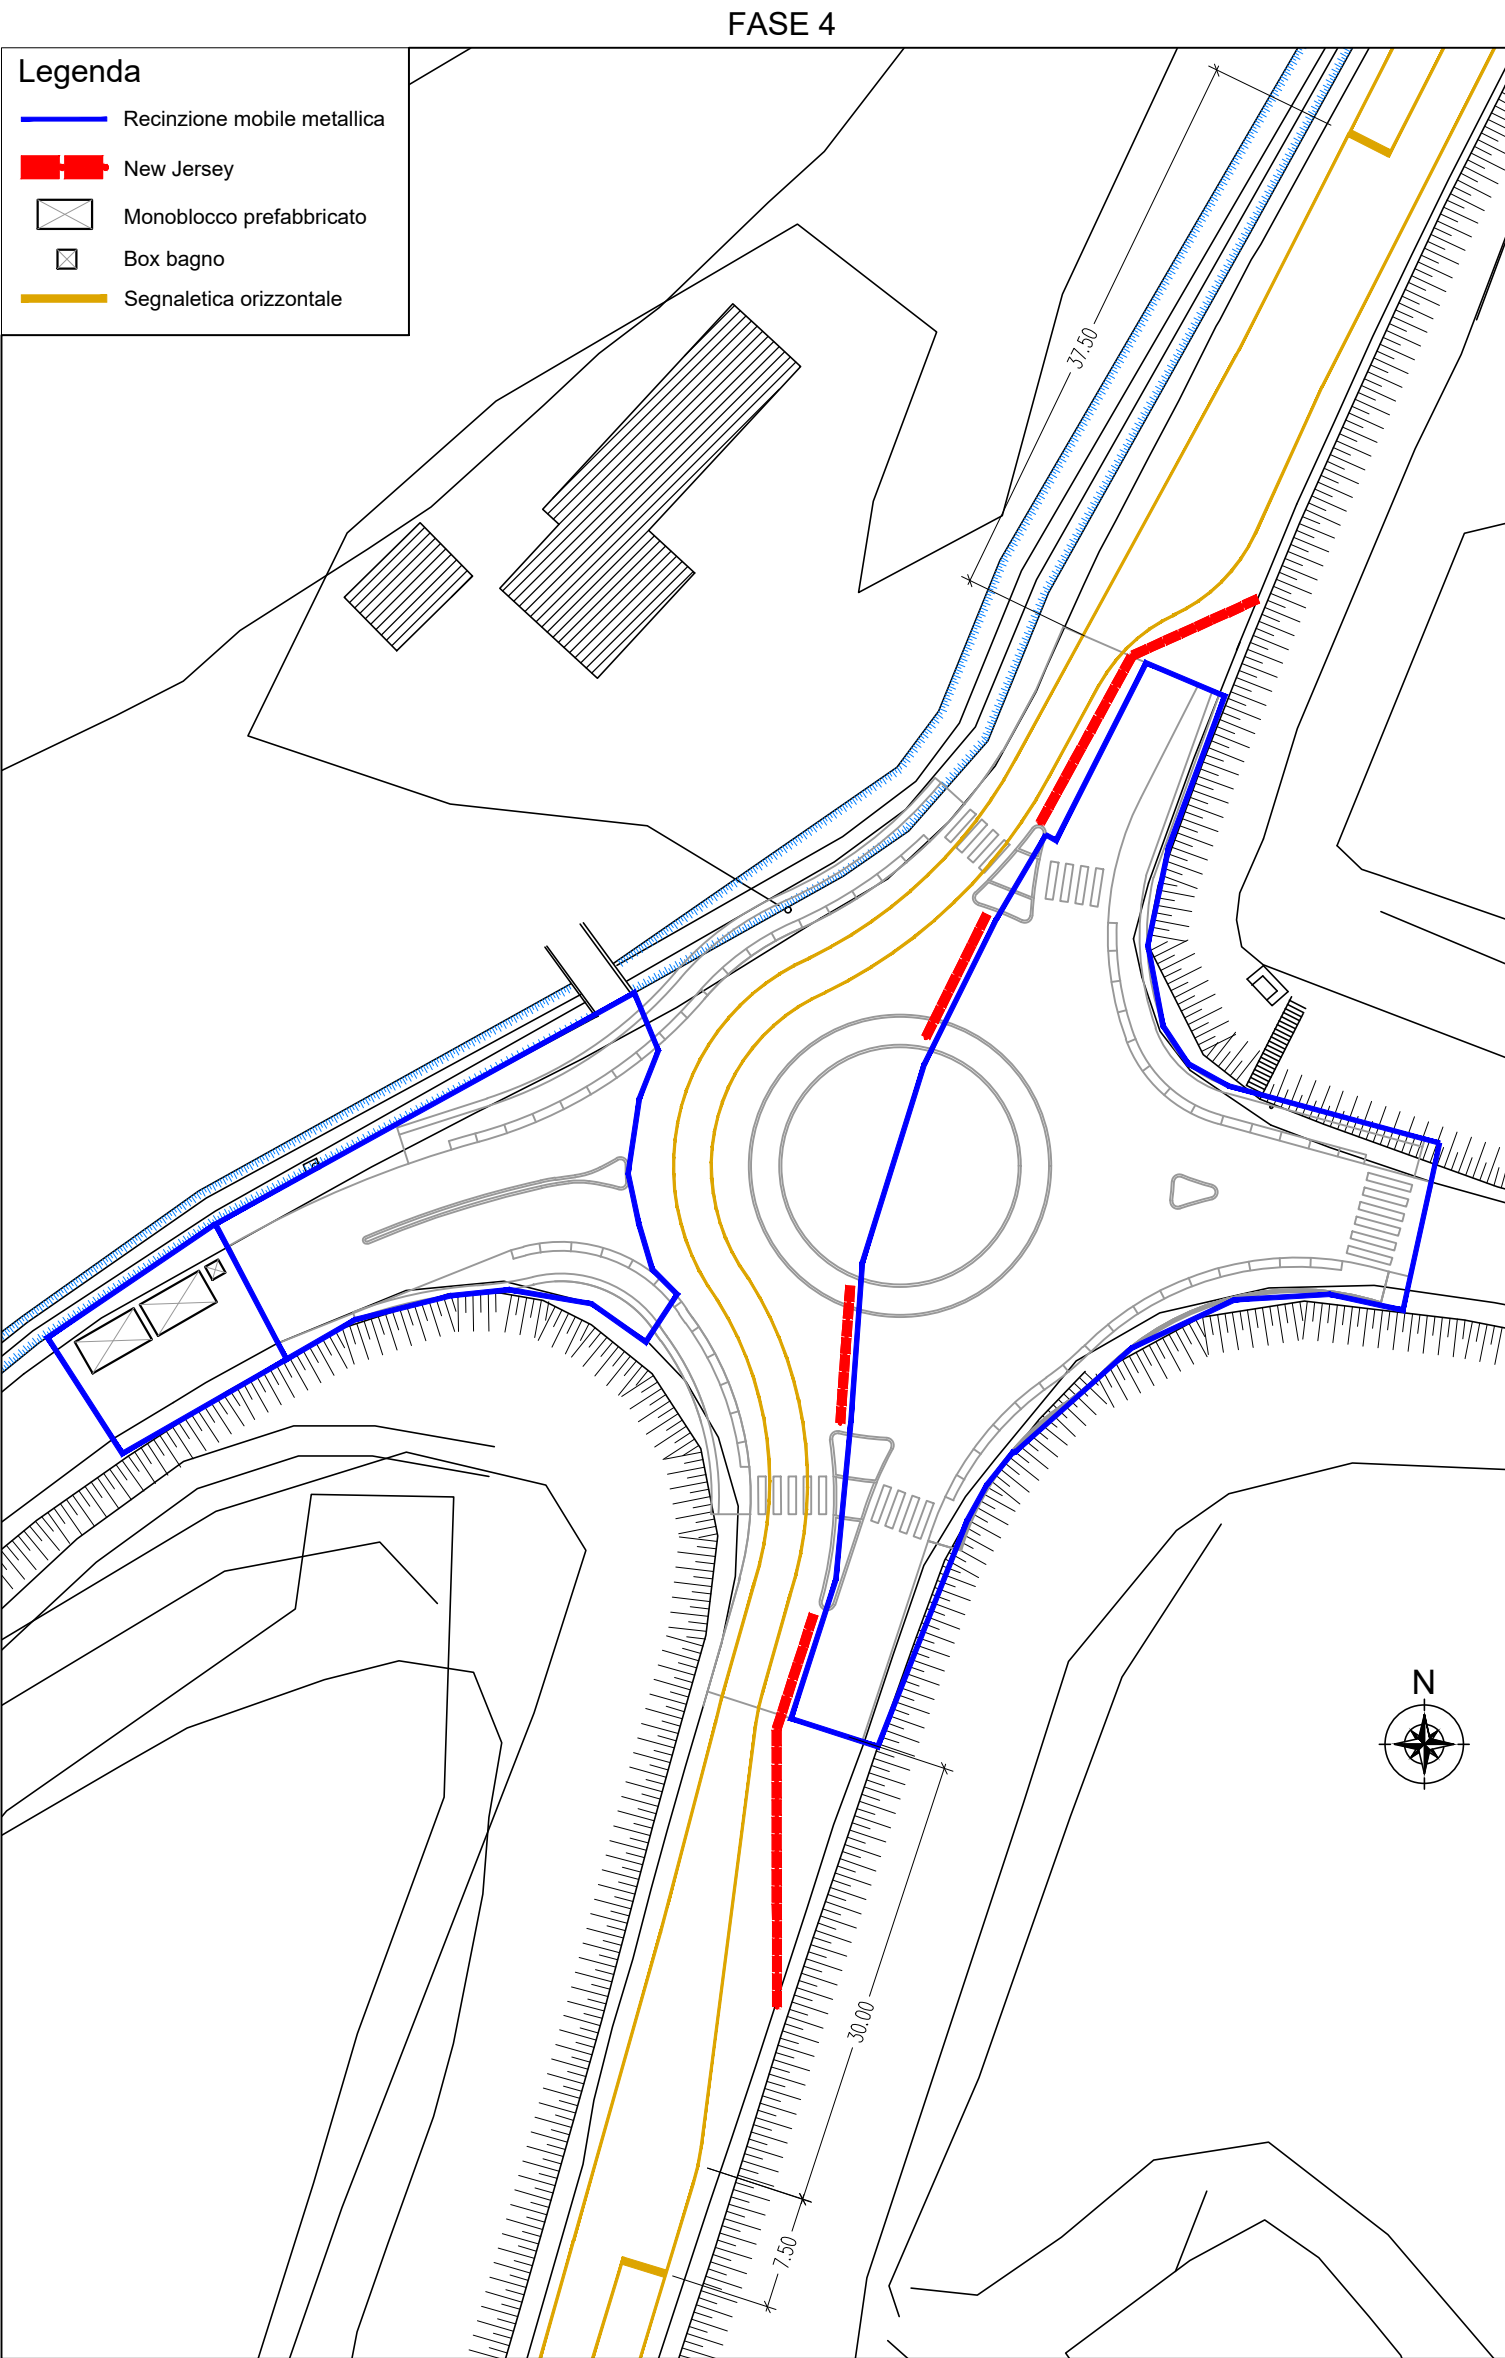 FASE 4
Legenda
Recinzione mobile metallica
New Jersey
Monoblocco prefabbricato
Box bagno
Segnaletica orizzontale
37.50
N
30.00
7.50